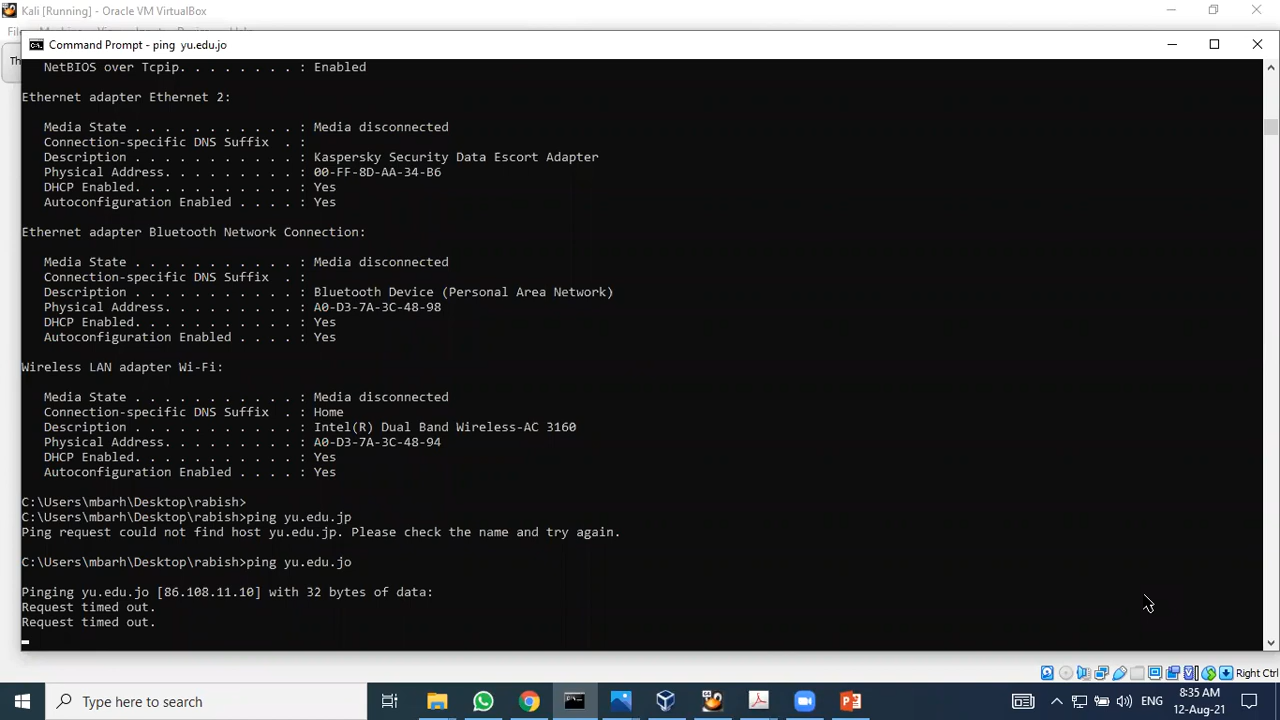 Kali [Running] - Oracle VM VirtualBox
Command Prompt - ping  yu.edu.jo
Th
NetBIOS over Tcpip. . . . . . . . : Enabled
Ethernet adapter Ethernet 2:
Media State . . . . . . . . . . . : Media disconnected
Connection-specific DNS Suffix  . :
Description . . . . . . . . . . . : Kaspersky Security Data Escort Adapter
Physical Address. . . . . . . . . : 00-FF-8D-AA-34-B6
DHCP Enabled. . . . . . . . . . . : Yes
Autoconfiguration Enabled . . . . : Yes
Ethernet adapter Bluetooth Network Connection:
Media State . . . . . . . . . . . : Media disconnected
Connection-specific DNS Suffix  . :
Description . . . . . . . . . . . : Bluetooth Device (Personal Area Network)
Physical Address. . . . . . . . . : A0-D3-7A-3C-48-98
DHCP Enabled. . . . . . . . . . . : Yes
Autoconfiguration Enabled . . . . : Yes
Wireless LAN adapter Wi-Fi:
Media State . . . . . . . . . . . : Media disconnected
Connection-specific DNS Suffix  . : Home
Description . . . . . . . . . . . : Intel(R) Dual Band Wireless-AC 3160
Physical Address. . . . . . . . . : A0-D3-7A-3C-48-94
DHCP Enabled. . . . . . . . . . . : Yes
Autoconfiguration Enabled . . . . : Yes
C:\Users\mbarh\Desktop\rabish>
C:\Users\mbarh\Desktop\rabish>ping yu.edu.jp
Ping request could not find host yu.edu.jp. Please check the name and try again.
C:\Users\mbarh\Desktop\rabish>ping yu.edu.jo
Pinging yu.edu.jo [86.108.11.10] with 32 bytes of data:
Request timed out.
Request timed out.
Right Ctrl
Type here to search
ENG
8:35 AM
12-Aug-21